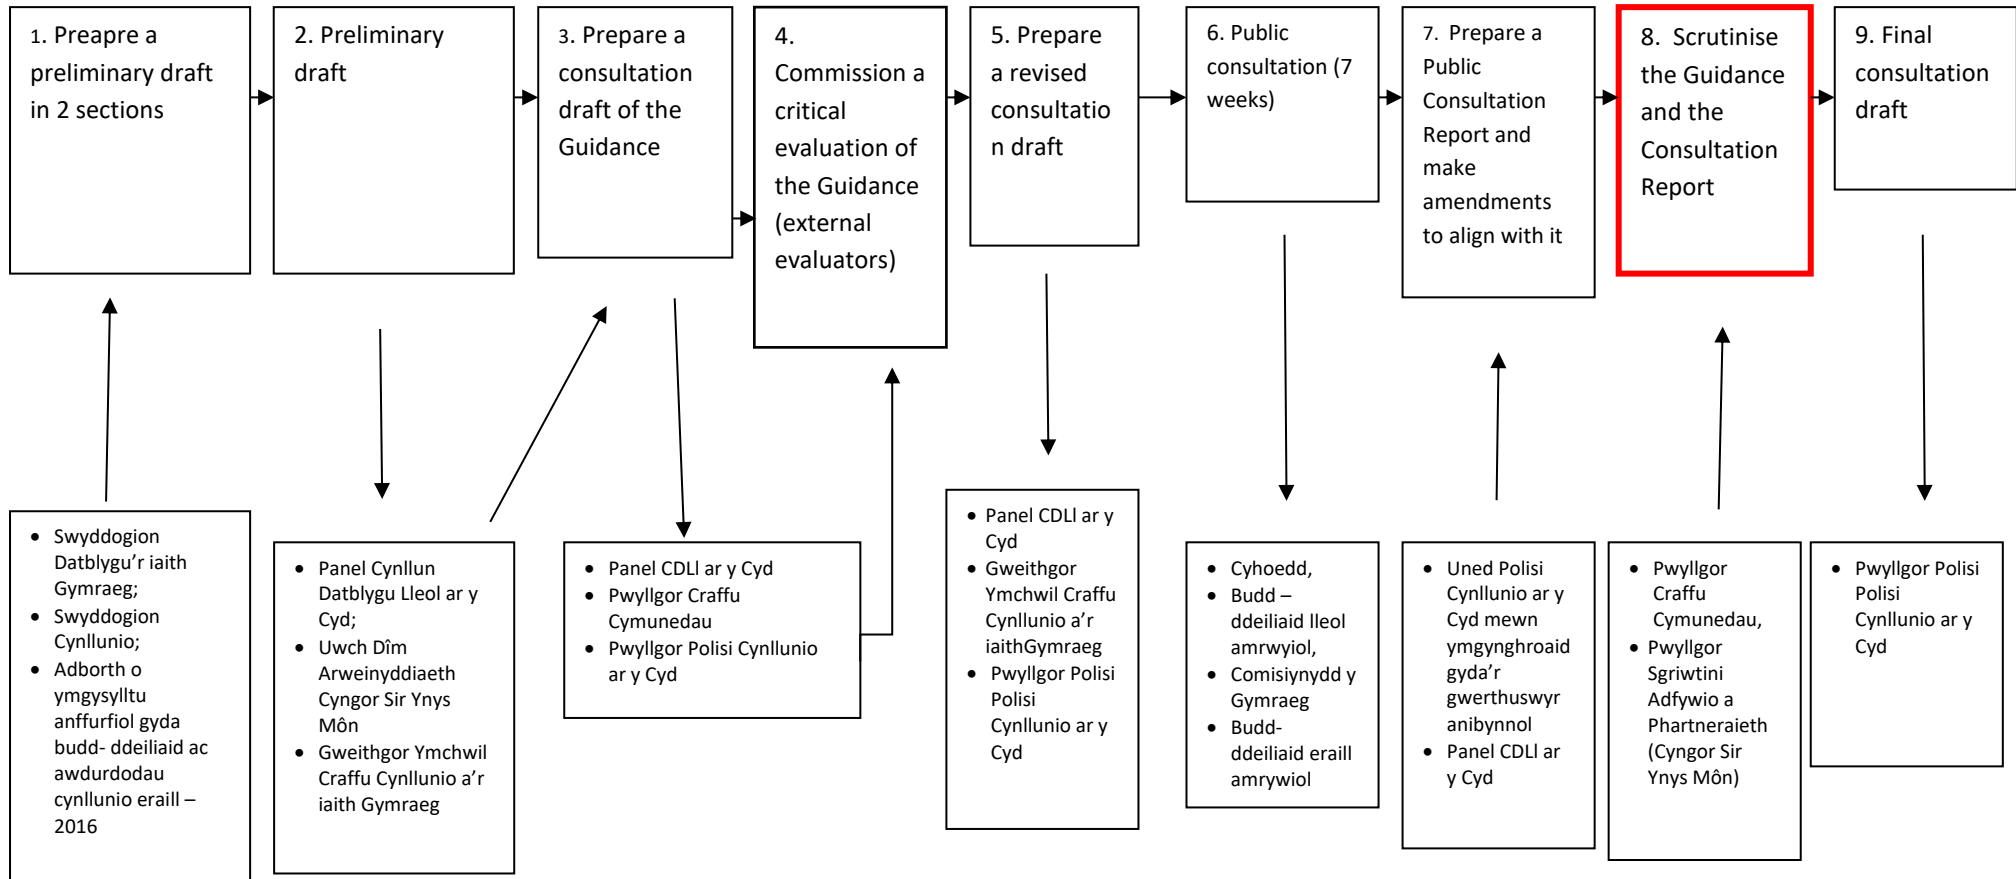 1. Preapre a
preliminary draft
in 2 sections
2. Preliminary
draft
3. Prepare a
consultation
draft of the
Guidance
4.
Commission a
critical
evaluation of
the Guidance
(external
evaluators)
5. Prepare
a revised
consultatio
n draft
6. Public
consultation (7
weeks)
7. Prepare a
Public
Consultation
Report and
make
amendments
to align with it
8. Scrutinise
the Guidance
and the
Consultation
Report
9. Final
consultation
draft
• Swyddogion
Datblygu’r iaith
Gymraeg;
• Swyddogion
Cynllunio;
• Adborth o
ymgysylltu
anffurfiol gyda
budd- ddeiliaid ac
awdurdodau
cynllunio eraill –
2016
• Panel Cynllun
Datblygu Lleol ar y
Cyd;
• Uwch Dîm
Arweinyddiaeth
Cyngor Sir Ynys
Môn
• Gweithgor Ymchwil
Craffu Cynllunio a’r
iaith Gymraeg
• Panel CDLl ar y Cyd
• Pwyllgor Craffu
Cymunedau
• Pwyllgor Polisi Cynllunio
ar y Cyd
• Panel CDLl ar y
Cyd
• Gweithgor
Ymchwil Craffu
Cynllunio a’r
iaithGymraeg
• Pwyllgor Polisi
Polisi
Cynllunio ar y
Cyd
• Cyhoedd,
• Budd –
ddeiliaid lleol
amrwyiol,
• Comisiynydd y
Gymraeg
• Budd-
ddeiliaid eraill
amrywiol
• Uned Polisi
Cynllunio ar y
Cyd mewn
ymgynghroaid
gyda’r
gwerthuswyr
anibynnol
• Panel CDLl ar
y Cyd
• Pwyllgor
Craffu
Cymunedau,
• Pwyllgor
Sgriwtini
Adfywio a
Phartneraieth
(Cyngor Sir
Ynys Môn)
• Pwyllgor Polisi
Polisi
Cynllunio ar y
Cyd